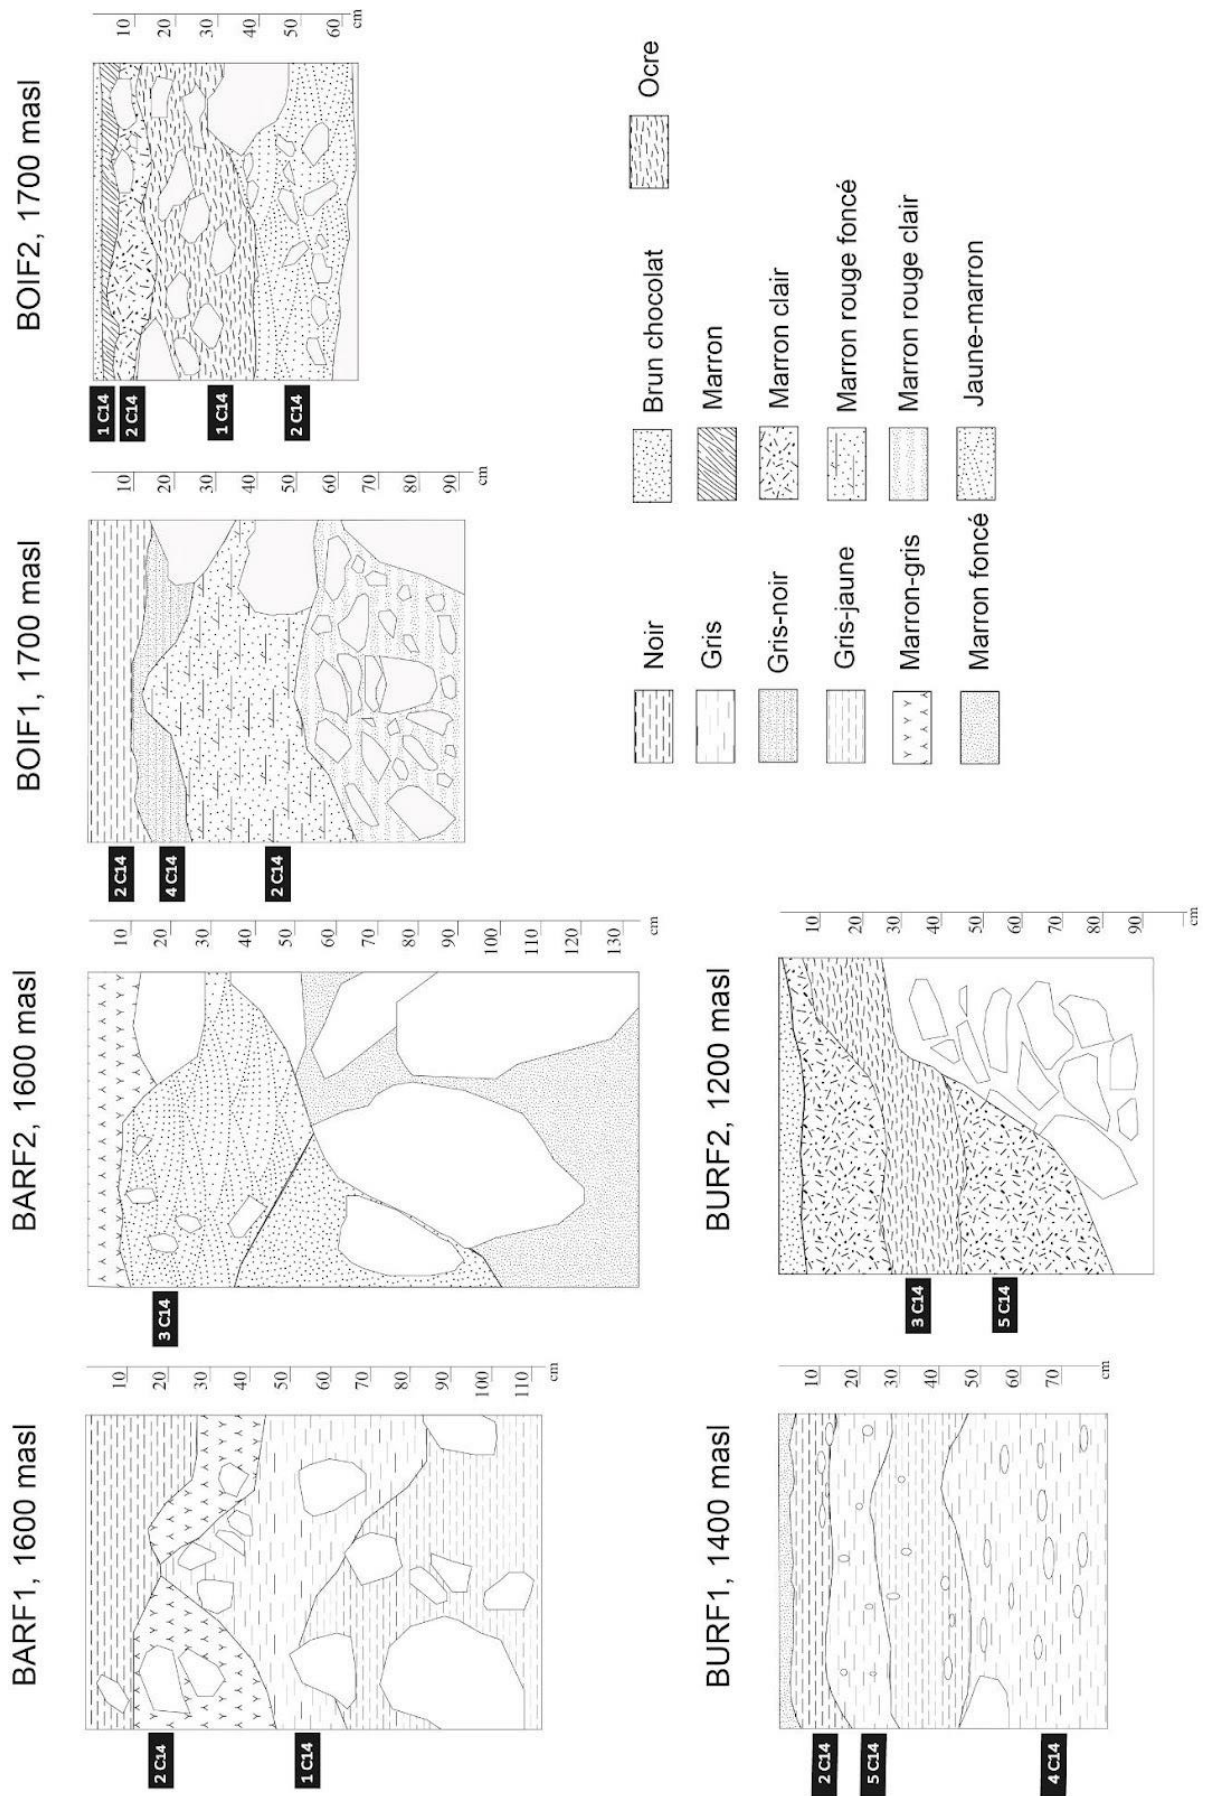 BARF1, 1600 masl
2 C14
1 C14
10
20
30
40
50
60
70
80
90
100
110
cm
BARF2, 1600 masl
3 C14
10
20
30
40
50
60
70
80
90
100
110
120
130
cm
BOIF1, 1700 masl
2 C14
4 C14
2 C14
10
20
30
40
50
60
70
80
90
cm
BOIF2, 1700 masl
1 C14
2 C14
1 C14
2 C14
10
20
30
40
50
60
cm
BURF1, 1400 masl
2 C14
5 C14
4 C14
10
20
30
40
50
60
70
cm
BURF2, 1200 masl
3 C14
5 C14
10
20
30
40
50
60
70
80
90
cm
Noir
Gris
Gris-noir
Gris-jaune
Marron-gris
Marron foncé
Brun chocolat
Marron
Marron clair
Marron rouge foncé
Marron rouge clair
Jaune-marron
Ocre